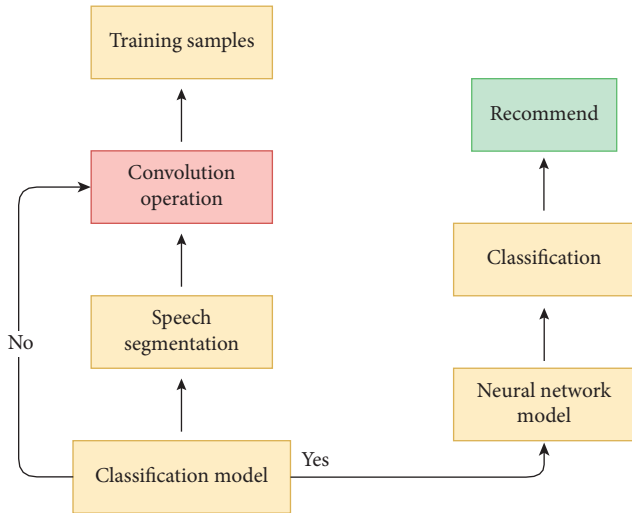 Training samples
Recommend
Convolution
operation
Classification
Speech
segmentation
No
Neural network
model
Yes
Classification model